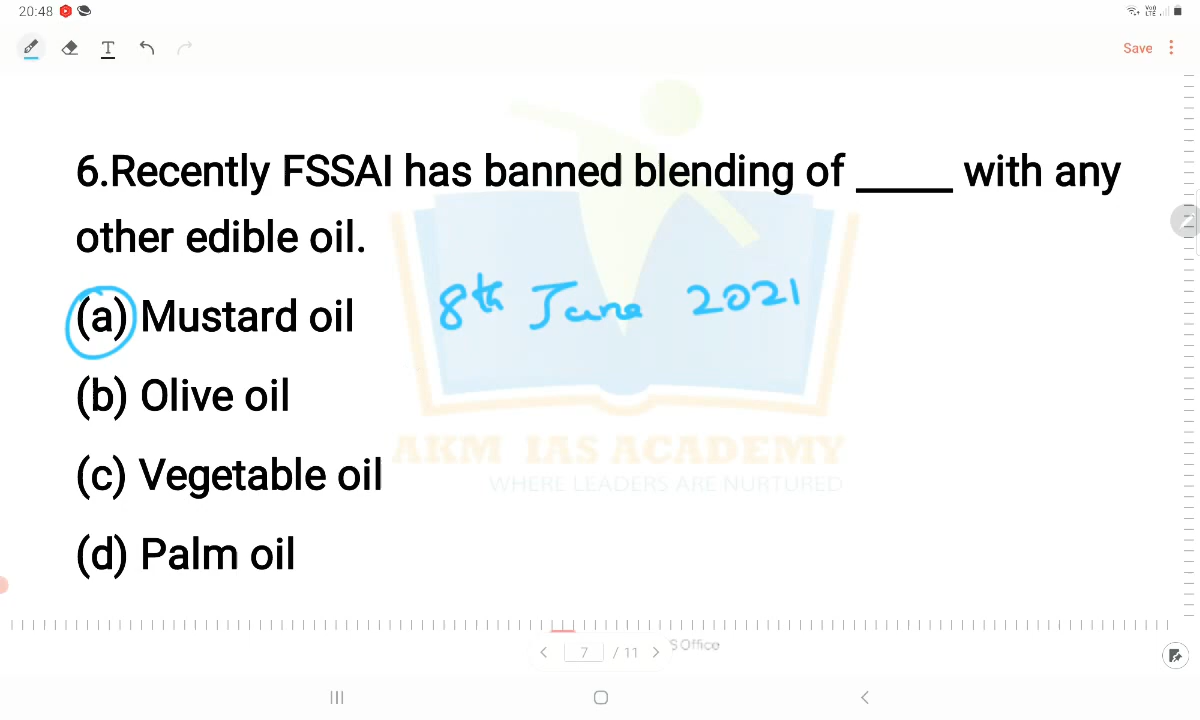 20:48
Save
6.Recently FSSAI has banned blending of _____ with any
other edible oil.
(a) Mustard oil 8th June 2021
(b) Olive oil
(c) Vegetable oil
(d) Palm oil
AKM IAS ACADEMY
WHERE LEADERS ARE NURTURED
7 / 11
S Office